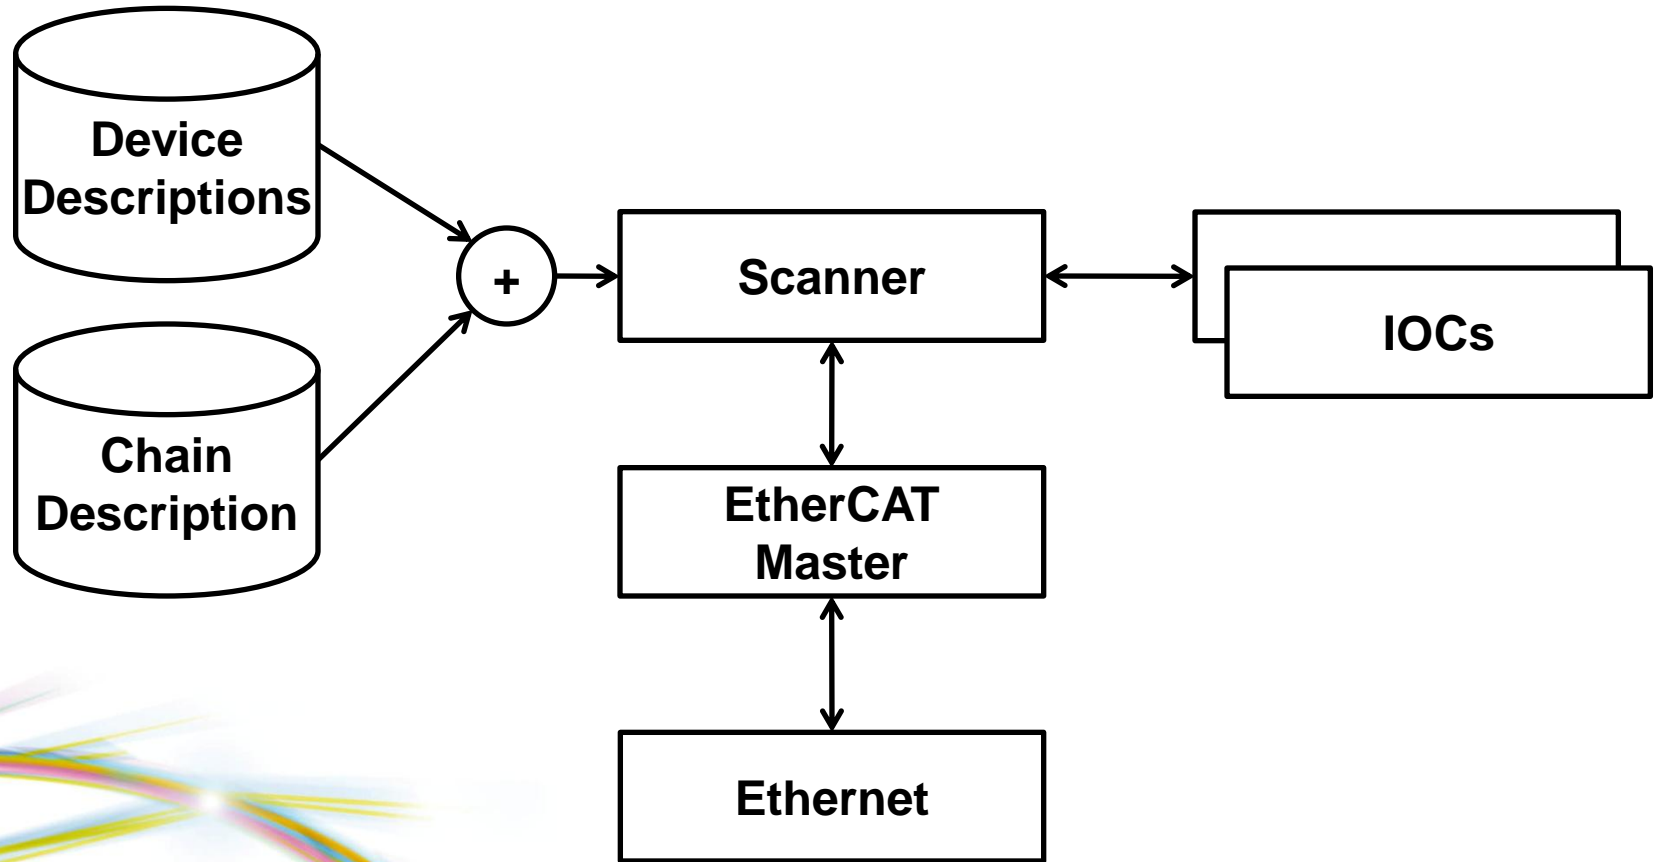 Device
Descriptions
+
Scanner
IOCs
Chain
Description
EtherCAT
Master
Ethernet